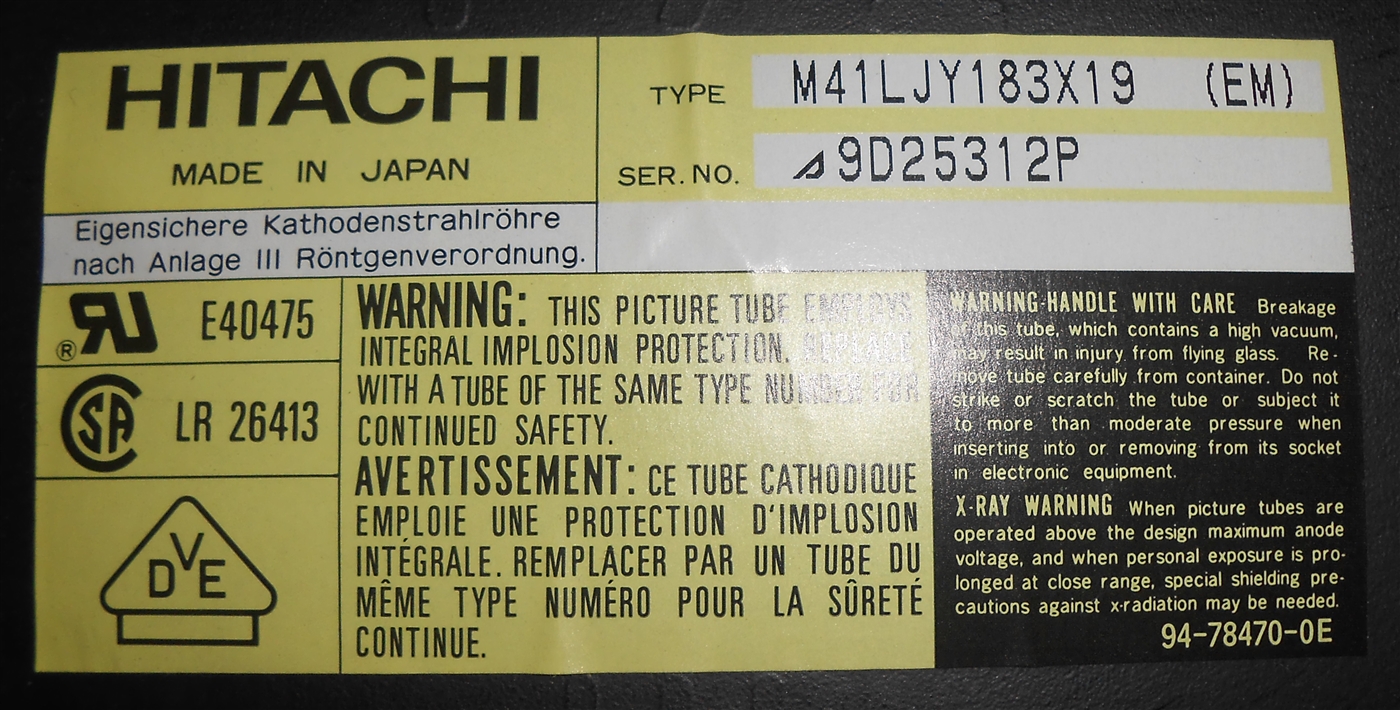 HITACHI
MADE IN JAPAN
TYPE M41LJY183X19 (EM)
SER. NO. 9D25312P
Eigensichere Kathodenstrahlröhre
nach Anlage III Röntgenverordnung.
® E40475
LR 26413
DVE
WARNING: THIS PICTURE TUBE EMPLOYS
INTEGRAL IMPLOSION PROTECTION. REPLACE
WITH A TUBE OF THE SAME TYPE NUMBER FOR
CONTINUED SAFETY.
AVERTISSEMENT: CE TUBE CATHODIQUE
EMPLOIE UNE PROTECTION D'IMPLOSION
INTÉGRALE. REMPLACER PAR UN TUBE DU
MÊME TYPE NUMÉRO POUR LA SÛRETÉ
CONTINUE.
WARNING-HANDLE WITH CARE Breakage
of this tube, which contains a high vacuum,
may result in injury from flying glass. Re-
move tube carefully from container. Do not
strike or scratch the tube or subject it
to more than moderate pressure when
inserting into or removing from its socket
in electronic equipment.
X-RAY WARNING When picture tubes are
operated above the design maximum anode
voltage, and when personal exposure is pro-
longed at close range, special shielding pre-
cautions against x-radiation may be needed.
94-78470-0E